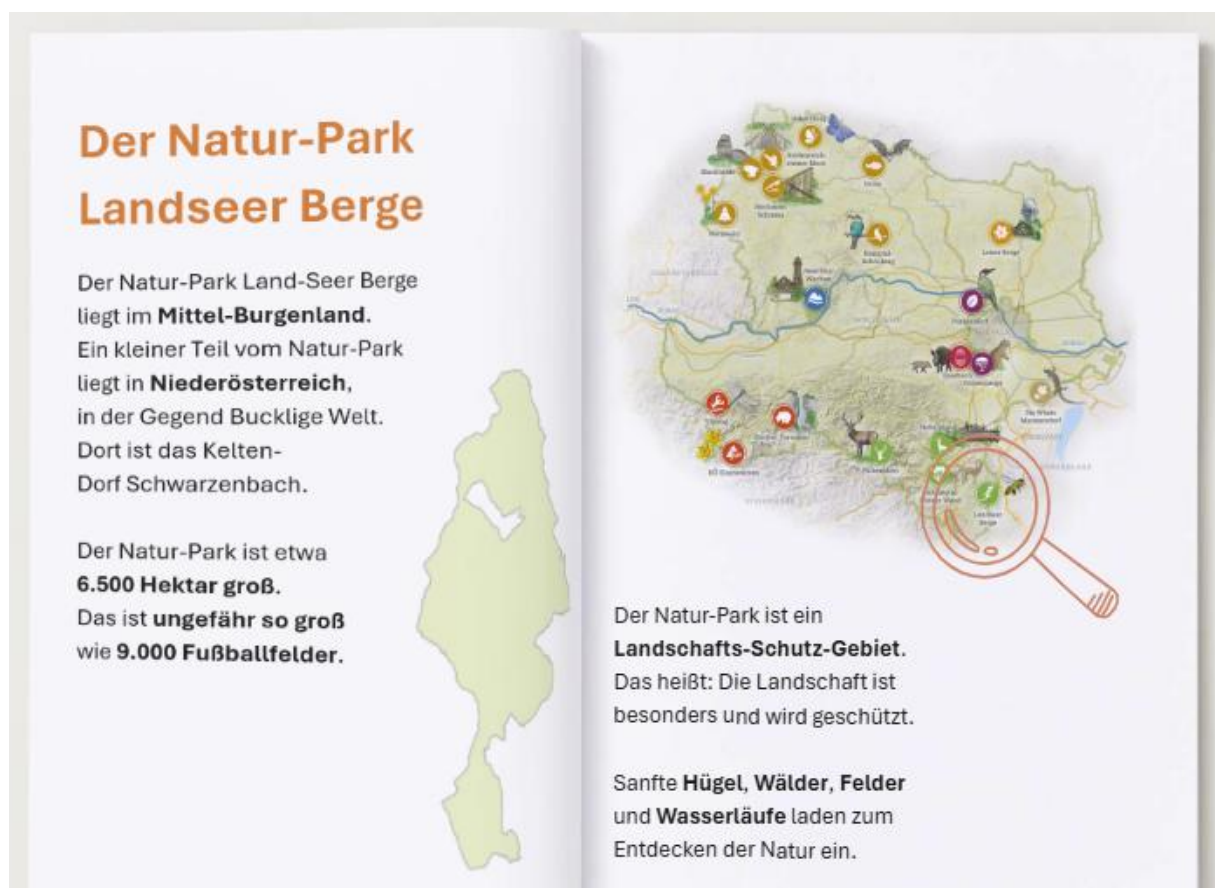 Der Natur-Park
Landseer Berge
Der Natur-Park Land-Seer Berge
liegt im Mittel-Burgenland.
Ein kleiner Teil vom Natur-Park
liegt in Niederösterreich,
in der Gegend Bucklige Welt.
Dort ist das Kelten-
Dorf Schwarzenbach.
Der Natur-Park ist etwa
6.500 Hektar groß.
Das ist ungefähr so groß
wie 9.000 Fußballfelder.
Landseer
Berge
Der Natur-Park ist ein
Landschafts-Schutz-Gebiet.
Das heißt: Die Landschaft ist
besonders und wird geschützt.
Sanfte Hügel, Wälder, Felder
und Wasserläufe laden zum
Entdecken der Natur ein.